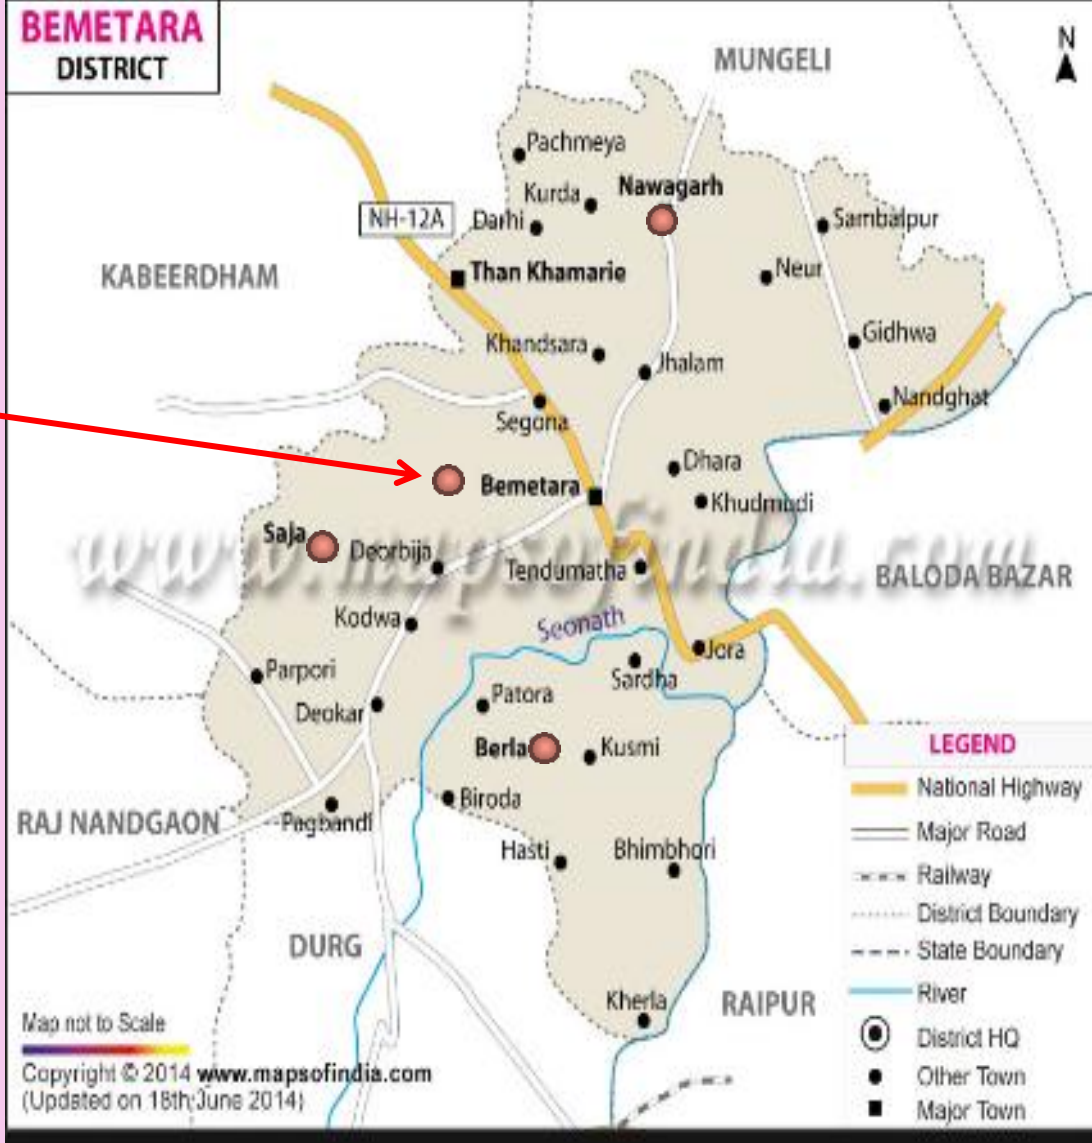 BEMETARA
DISTRICT
N
MUNGELI
Pachmeya
Kurda
Nawagarh
NH-12A
Darhi
Sambalpur
KABEERDHAM
Than Khamarie
Neur
Khandsara
Jhalam
Gidhwa
Segona
Nandghat
Bemetara
Dhara
Khudmudi
Saja
Deorbija
www.mapsofindia.com
Tendumatha
BALODA BAZAR
Kodwa
Seonath
Jora
Parpori
Sardha
Deokar
Patora
Berla
Kusmi
LEGEND
National Highway
RAJ NANDGAON
Pagbandi
Biroda
Major Road
Hasti
Bhimbhori
Railway
District Boundary
DURG
State Boundary
River
Kherla
RAIPUR
Map not to Scale
District HQ
Copyright © 2014 www.mapsofindia.com
Other Town
(Updated on 18th June 2014)
Major Town